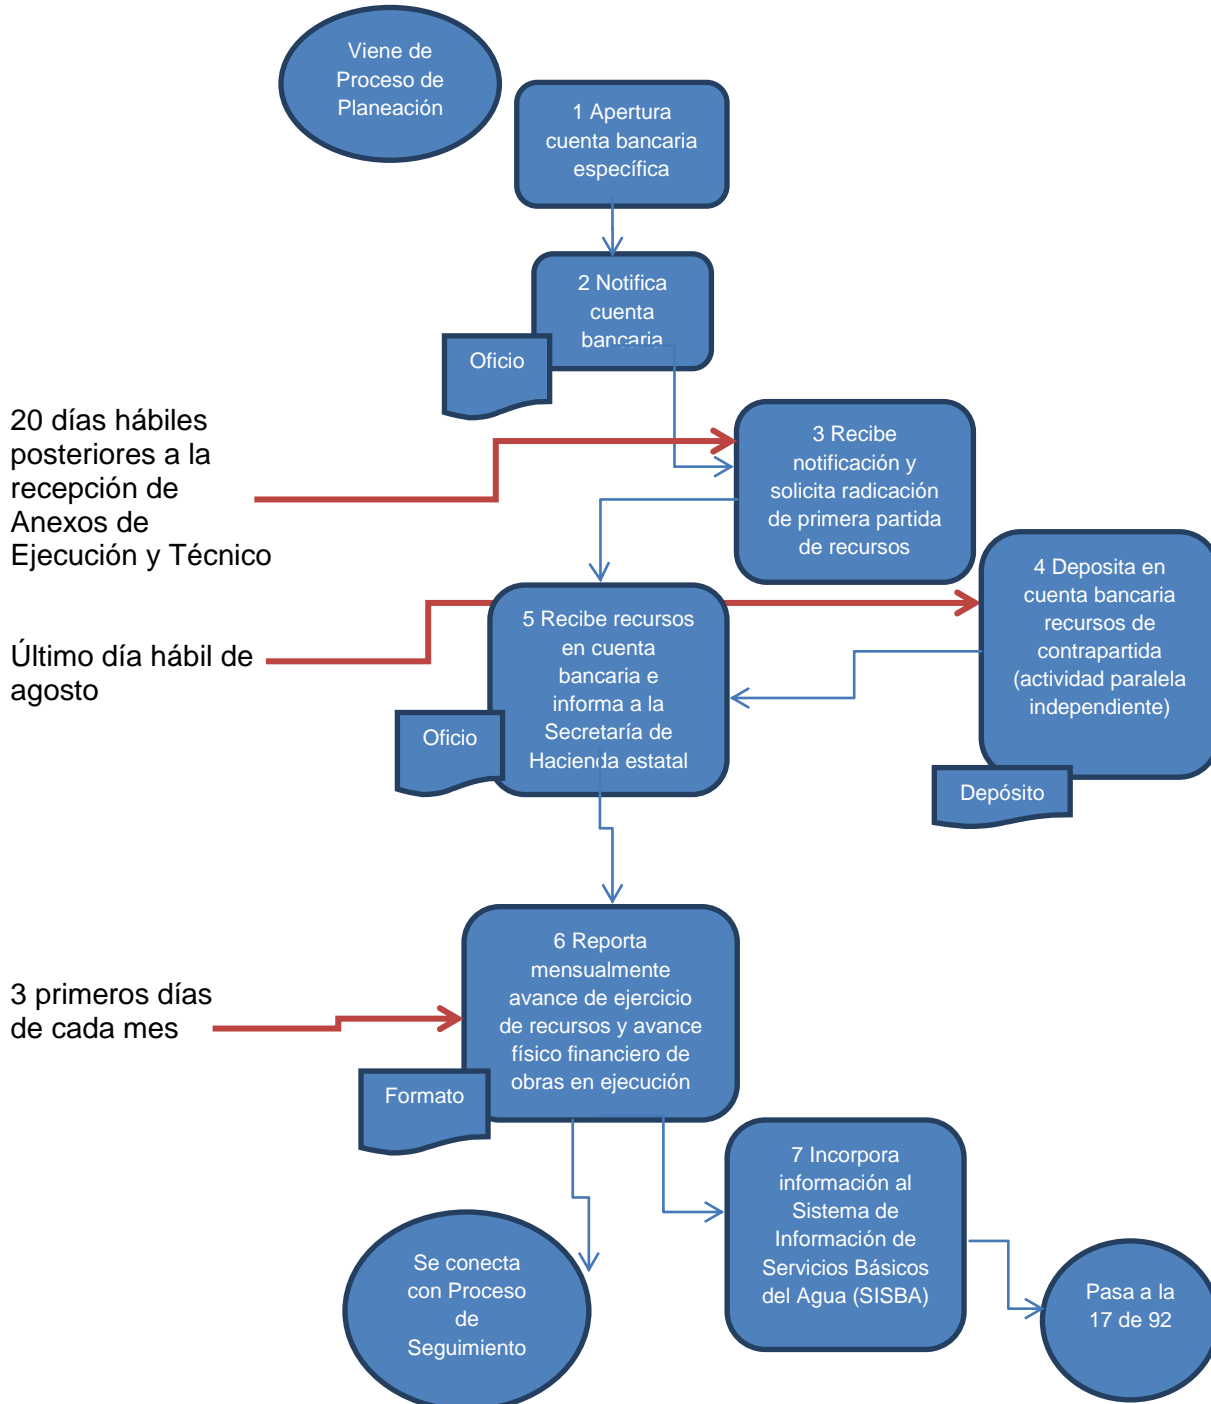 Viene de
Proceso de
Planeación
1 Apertura
cuenta bancaria
específica
2 Notifica
cuenta
bancaria
Oficio
20 días hábiles
posteriores a la
recepción de
Anexos de
Ejecución y Técnico
3 Recibe
notificación y
solicita radicación
de primera partida
de recursos
4 Deposita en
cuenta bancaria
recursos de
contrapartida
(actividad paralela
independiente)
Depósito
Último día hábil de
agosto
5 Recibe recursos
en cuenta
bancaria e
informa a la
Secretaría de
Hacienda estatal
Oficio
3 primeros días
de cada mes
6 Reporta
mensualmente
avance de ejercicio
de recursos y avance
físico financiero de
obras en ejecución
Formato
7 Incorpora
información al
Sistema de
Información de
Servicios Básicos
del Agua (SISBA)
Se conecta
con Proceso
de
Seguimiento
Pasa a la
17 de 92